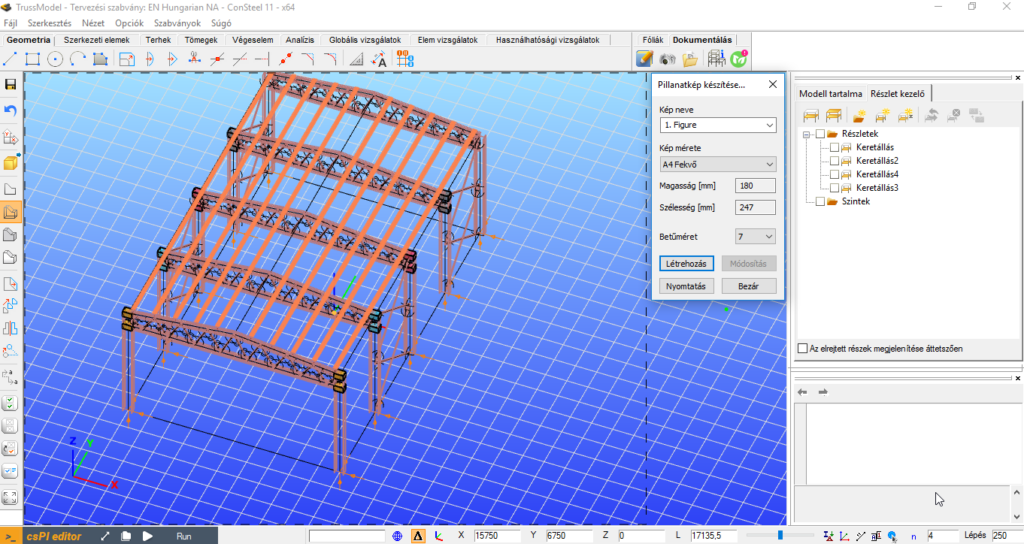 TrussModel - Tervezési szabvány: EN Hungarian NA - ConSteel 11 - x64
Fájl Szerkesztés Nézet Opciók Szabványok Súgó
Geometria Szerkezeti elemek Terhek Tömegek Végeselem Analízis Globális vizsgálatok Elem vizsgálatok Használhatósági vizsgálatok Fóliák Dokumentálás
Pillanatkép készítése...
Kép neve
1. Figure
Kép mérete
A4 Fekvő
Magasság [mm] 180
Szélesség [mm] 247
Betűméret 7
Létrehozás Módosítás
Nyomtatás Bezár
Modell tartalma Részlet kezelő
Részletek
Keretállás
Keretállás2
Keretállás4
Keretállás3
Szintek
Az elrejtett részek megjelenítése áttetszően
Z
Y
X
>_ csPI editor Run X 15750 Y 6750 Z 0 L 17135,5 n 4 Lépés 250